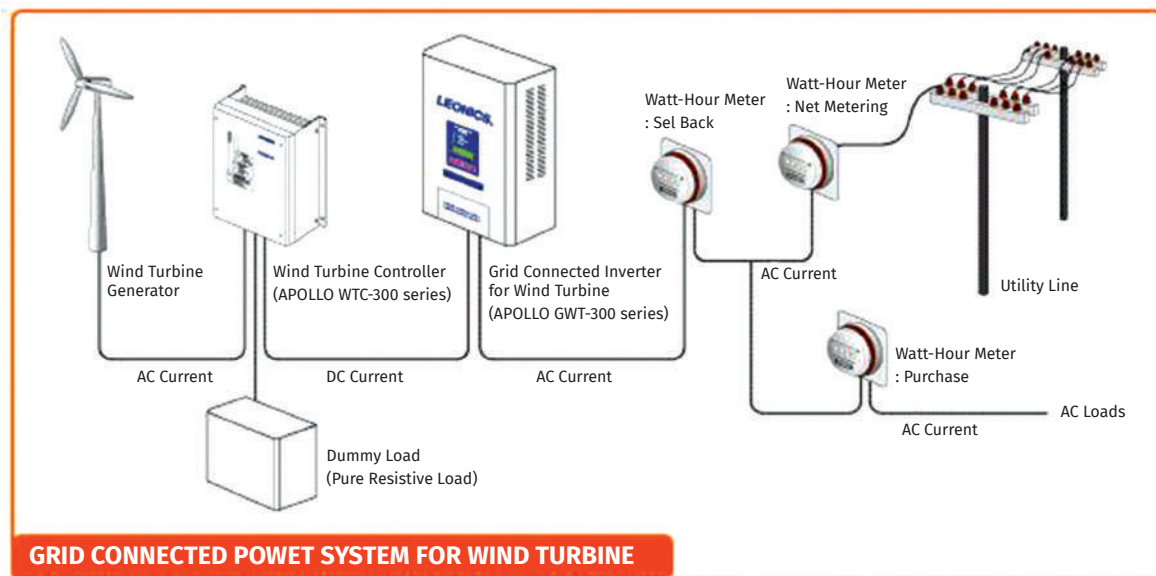 LEONICS.
Watt-Hour Meter
: Sel Back
Watt-Hour Meter
: Net Metering
Wind Turbine
Generator
Wind Turbine Controller
(APOLLO WTC-300 series)
Grid Connected Inverter
for Wind Turbine
(APOLLO GWT-300 series)
AC Current
Utility Line
AC Current
DC Current
AC Current
Watt-Hour Meter
: Purchase
AC Loads
AC Current
Dummy Load
(Pure Resistive Load)
GRID CONNECTED POWET SYSTEM FOR WIND TURBINE